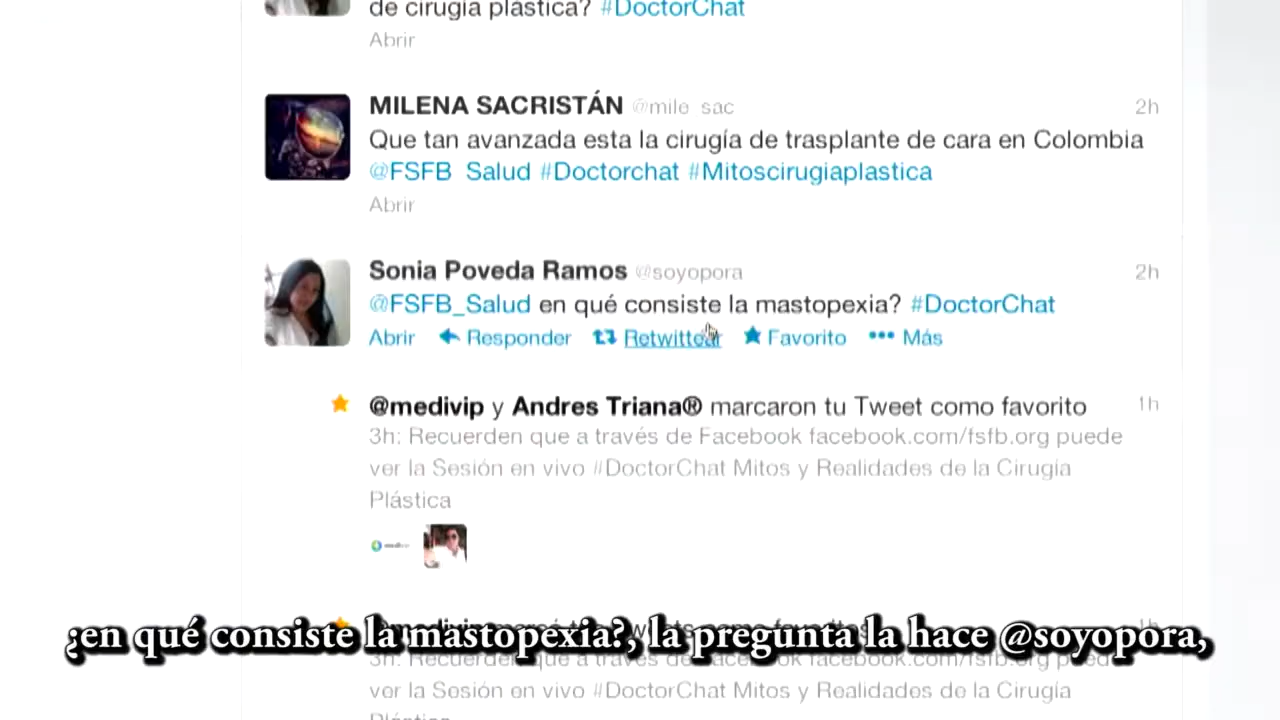 de cirugía plástica? #DoctorChat
Abrir
MILENA SACRISTÁN @mile_sac 2h
Que tan avanzada esta la cirugía de trasplante de cara en Colombia
@FSFB_Salud #Doctorchat #Mitoscirugiaplastica
Abrir
Sonia Poveda Ramos @soyopora 2h
@FSFB_Salud en qué consiste la mastopexia? #DoctorChat
Abrir Responder Retwittear Favorito Más
@medivip y Andres Triana® marcaron tu Tweet como favorito 1h
3h: Recuerden que a través de Facebook facebook.com/fsfb.org puede
ver la Sesión en vivo #DoctorChat Mitos y Realidades de la Cirugía
Plástica
¿en qué consiste la mastopexia?, la pregunta la hace @soyopora,
3h: Recuerden que a través de Facebook facebook.com/fsfb.org puede
ver la Sesión en vivo #DoctorChat Mitos y Realidades de la Cirugía
Plástica